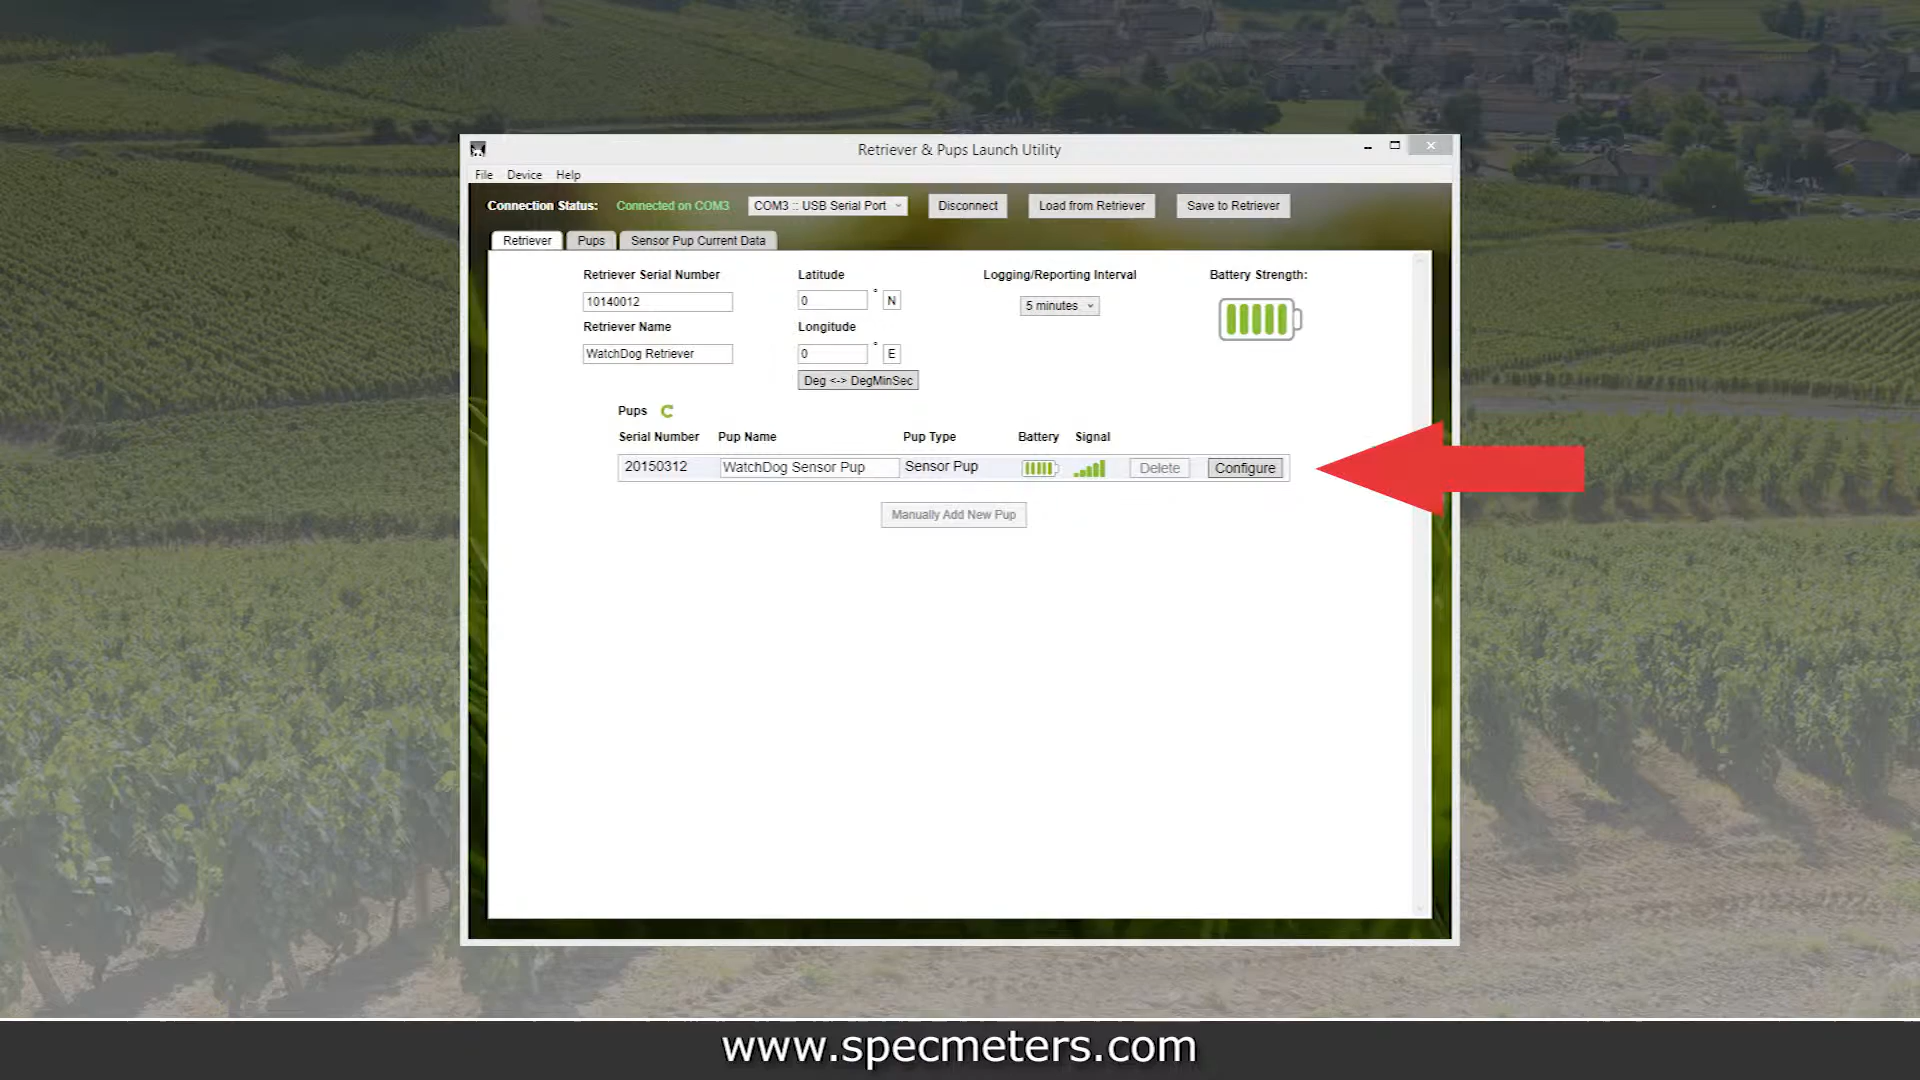 Retriever & Pups Launch Utility
File Device Help
Connection Status: Connected on COM3 COM3 :: USB Serial Port Disconnect Load from Retriever Save to Retriever
Retriever Pups Sensor Pup Current Data
Retriever Serial Number Latitude Logging/Reporting Interval Battery Strength:
10140012 0 ° N 5 minutes
Retriever Name Longitude
WatchDog Retriever 0 ° E
Deg <-> DegMinSec
Pups
Serial Number Pup Name Pup Type Battery Signal
20150312 WatchDog Sensor Pup Sensor Pup Delete Configure
Manually Add New Pup
www.specmeters.com